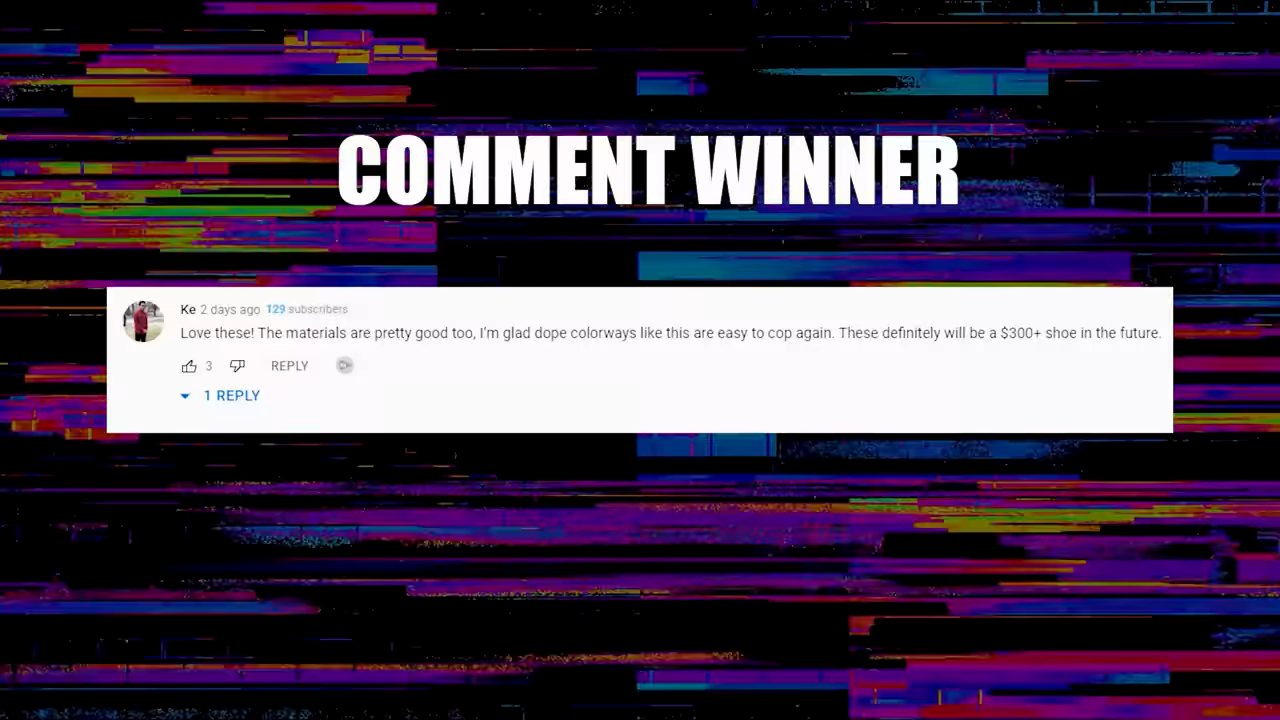 COMMENT WINNER
Ke 2 days ago 129 subscribers
Love these! The materials are pretty good too, I'm glad dope colorways like this are easy to cop again. These definitely will be a $300+ shoe in the future.
3 REPLY
1 REPLY